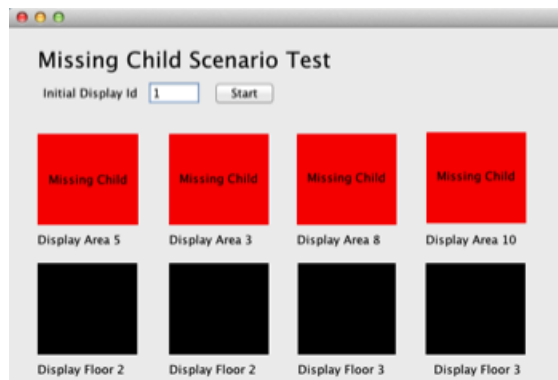 Missing Child Scenario Test
Initial Display Id 1 Start
Missing Child Missing Child Missing Child Missing Child
Display Area 5 Display Area 3 Display Area 8 Display Area 10
Display Floor 2 Display Floor 2 Display Floor 3 Display Floor 3